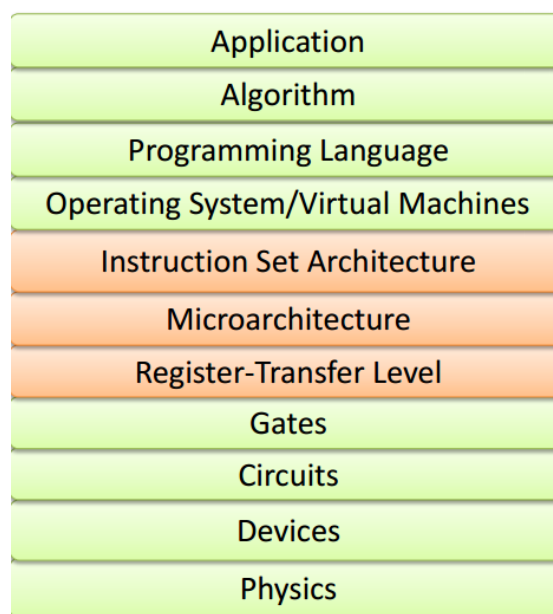 Application
Algorithm
Programming Language
Operating System/Virtual Machines
Instruction Set Architecture
Microarchitecture
Register-Transfer Level
Gates
Circuits
Devices
Physics